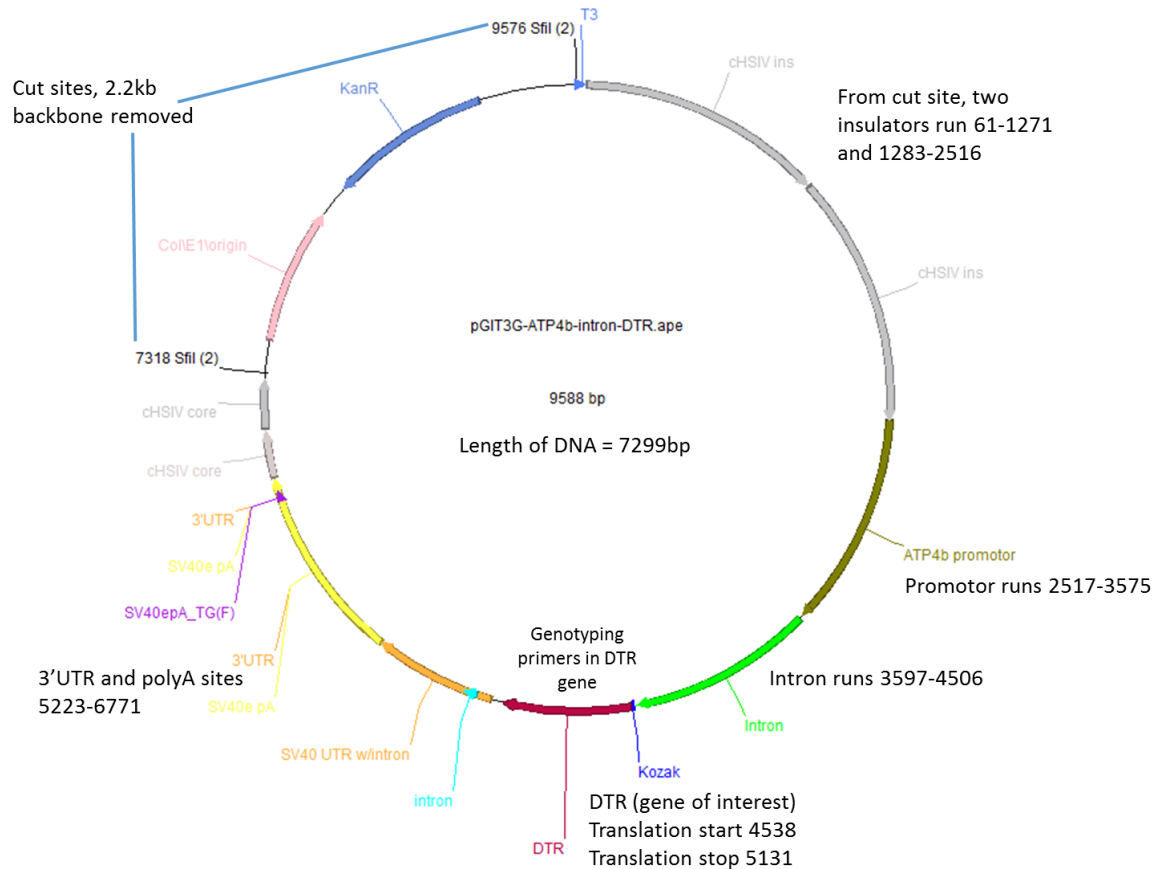 T3
9576 SfiI (2)
cHSIV ins
Cut sites, 2.2kb
backbone removed
KanR
From cut site, two
insulators run 61-1271
and 1283-2516
Col\E1\origin
cHSIV ins
pGIT3G-ATP4b-intron-DTR.ape
7318 SfiI (2)
9588 bp
cHSIV core
Length of DNA = 7299bp
cHSIV core
3'UTR
SV40e pA
ATP4b promotor
Promotor runs 2517-3575
SV40epA_TG(F)
Genotyping
primers in DTR
gene
3'UTR
3’UTR and polyA sites
5223-6771
SV40e pA
Intron runs 3597-4506
Intron
SV40 UTR w/intron
Kozak
intron
DTR (gene of interest)
Translation start 4538
Translation stop 5131
DTR